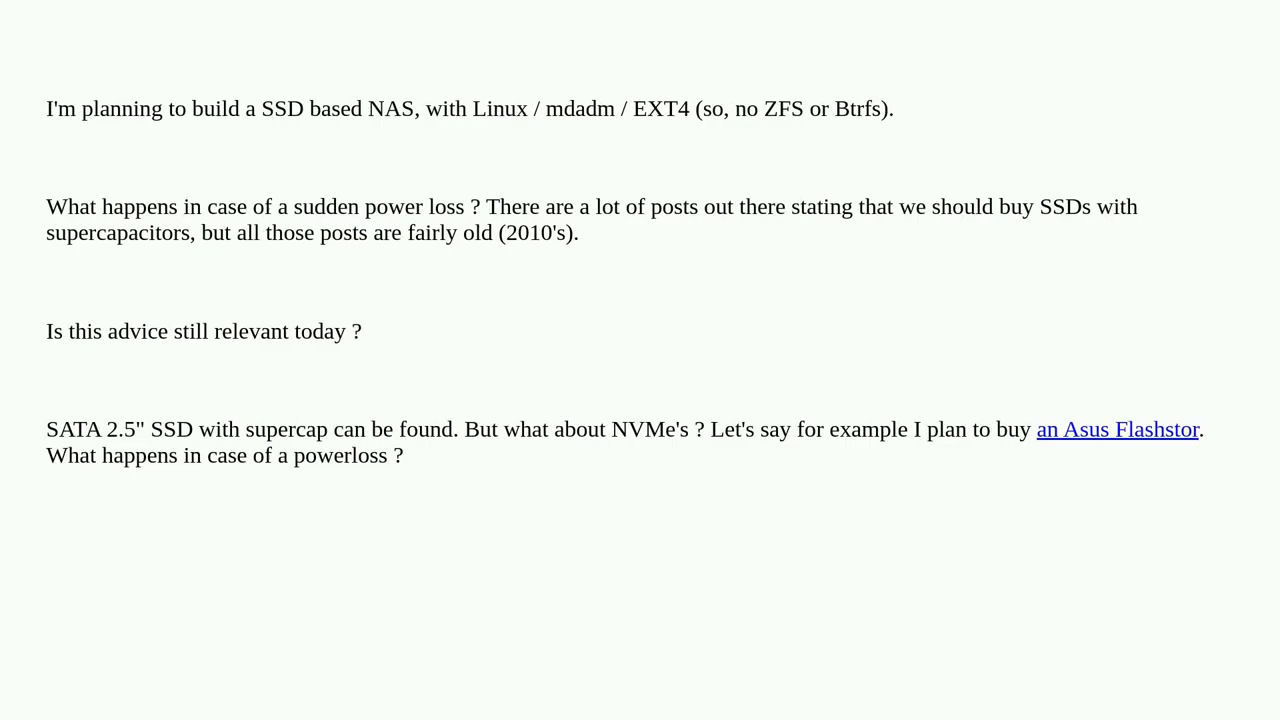 I'm planning to build a SSD based NAS, with Linux / mdadm / EXT4 (so, no ZFS or Btrfs).
What happens in case of a sudden power loss ? There are a lot of posts out there stating that we should buy SSDs with
supercapacitors, but all those posts are fairly old (2010's).
Is this advice still relevant today ?
SATA 2.5" SSD with supercap can be found. But what about NVMe's ? Let's say for example I plan to buy an Asus Flashstor.
What happens in case of a powerloss ?